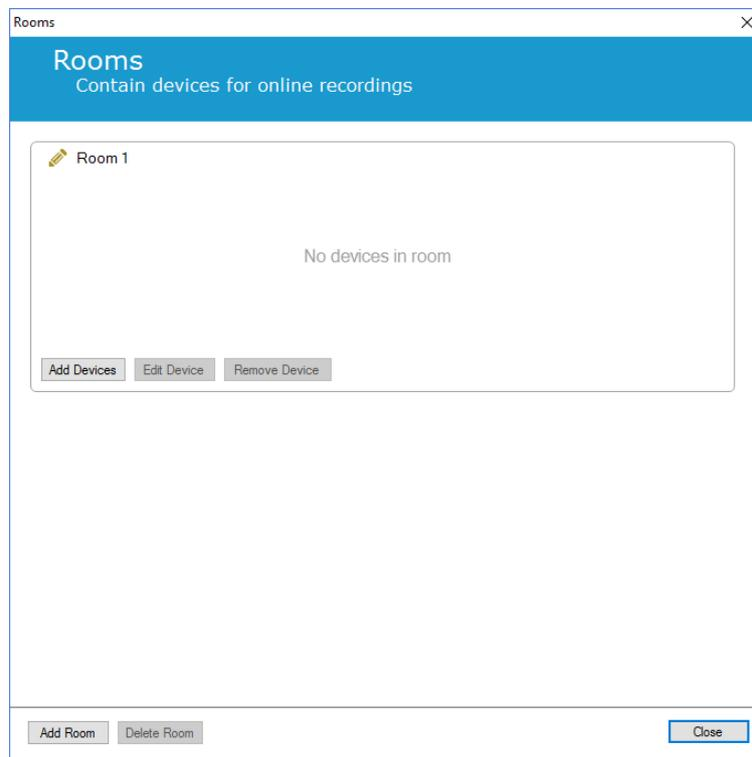 Rooms
Rooms
Contain devices for online recordings
Room 1
No devices in room
Add Devices Edit Device Remove Device
Add Room Delete Room Close